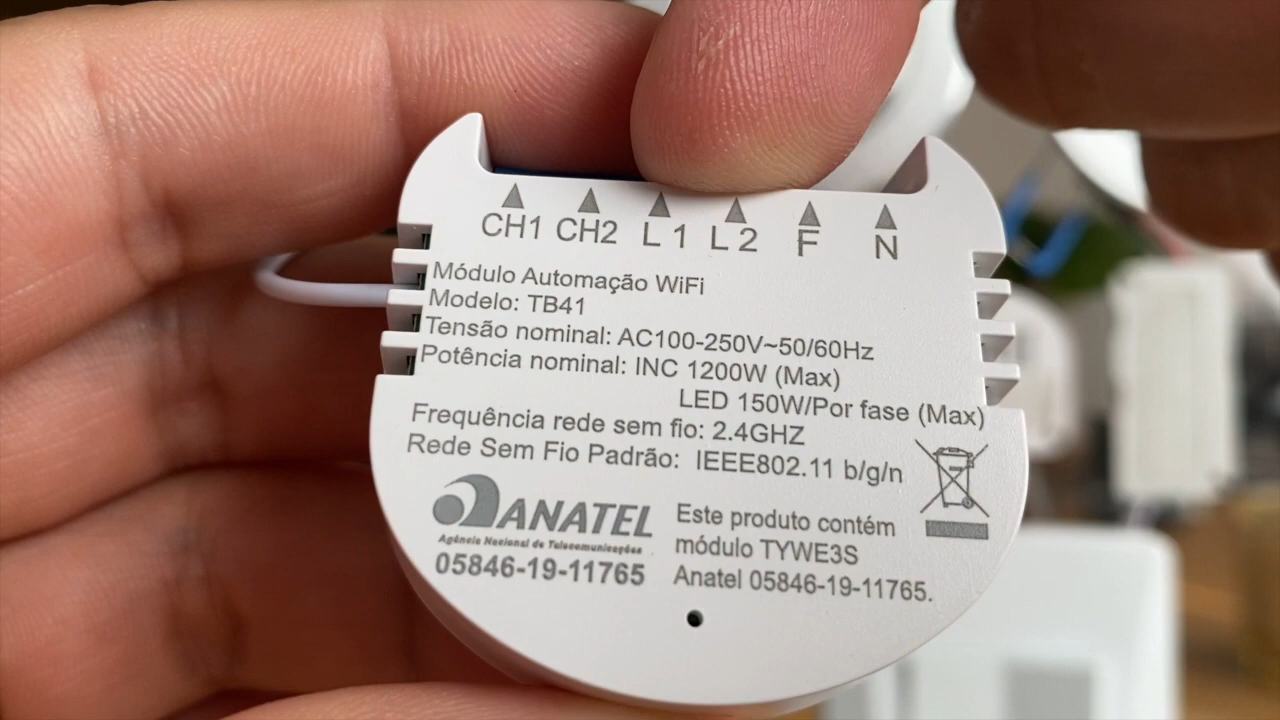 CH1 CH2 L 1 L 2 F N
Módulo Automação WiFi
Modelo: TB41
Tensão nominal: AC100-250V~50/60Hz
Potência nominal: INC 1200W (Max)
LED 150W/Por fase (Max)
Frequência rede sem fio: 2.4GHZ
Rede Sem Fio Padrão: IEEE802.11 b/g/n
ANATEL
Agência Nacional de Telecomunicações
05846-19-11765
Este produto contém
módulo TYWE3S
Anatel 05846-19-11765.